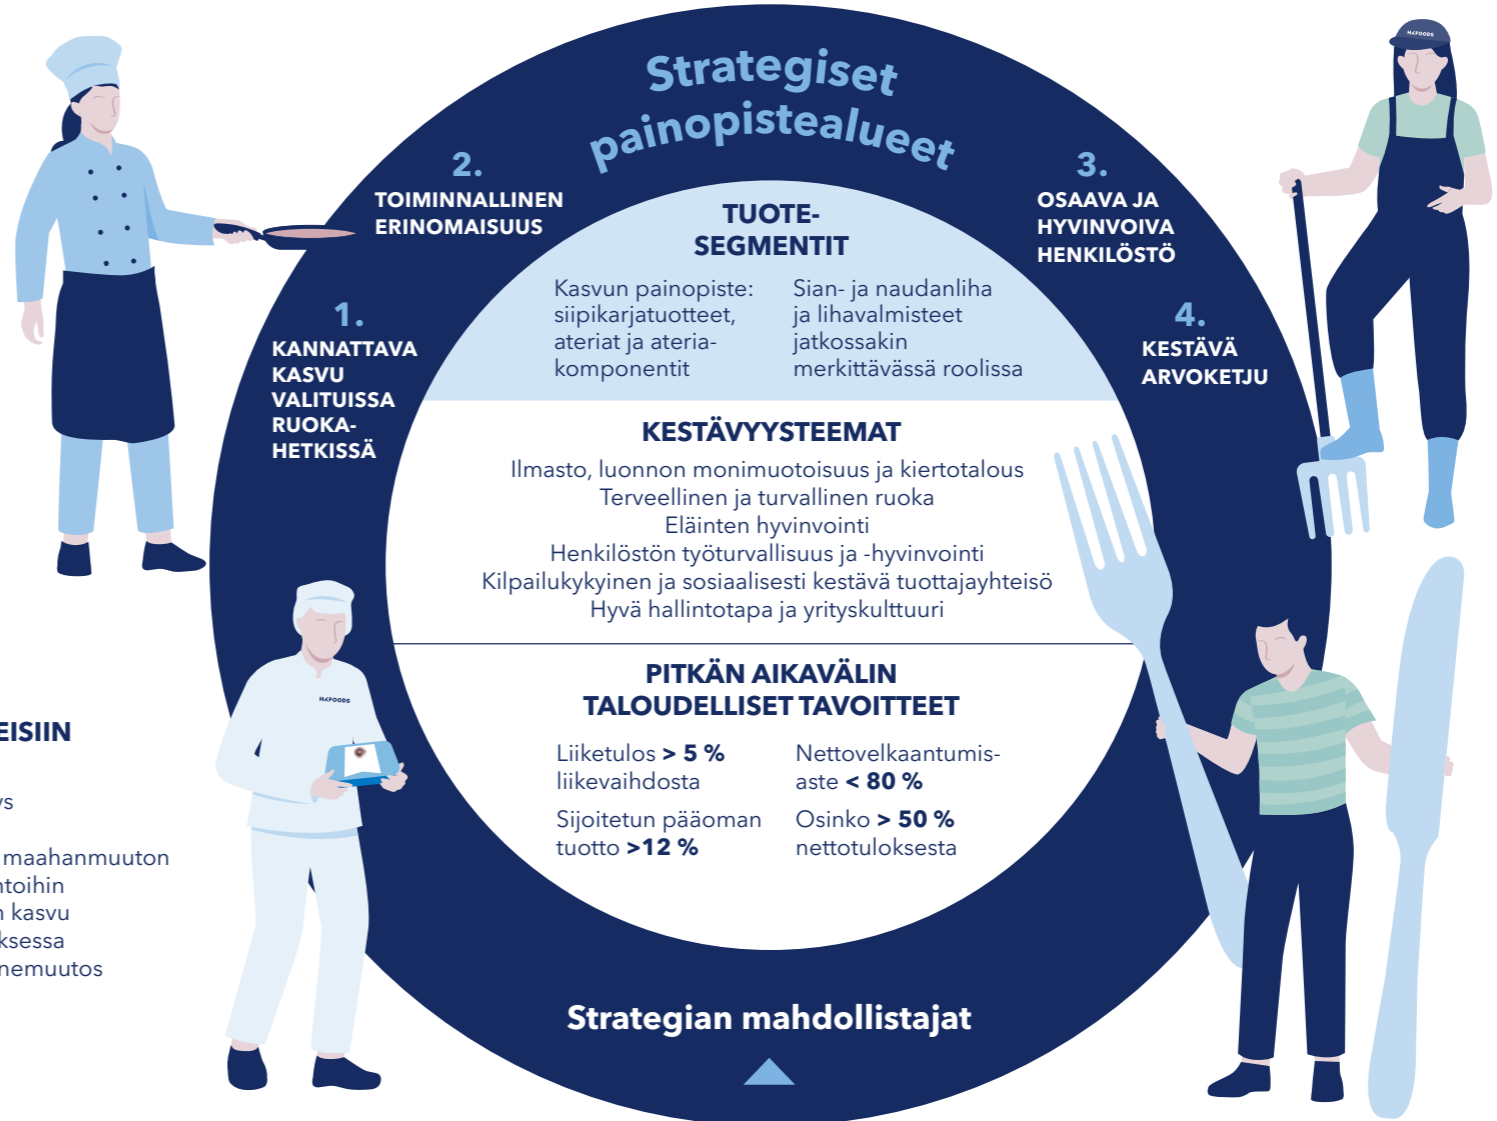 Strategiset
painopistealueet
2.
TOIMINNALLINEN
ERINOMAISUUS
3.
OSAAVA JA
HYVINVOIVA
HENKILÖSTÖ
1.
KANNATTAVA
KASVU
VALITUISSA
RUOKA-
HETKISSÄ
4.
KESTÄVÄ
ARVOKETJU
TUOTE-
SEGMENTIT
Kasvun painopiste:
siipikarjatuotteet,
ateriat ja ateria-
komponentit
Sian- ja naudanliha
ja lihavalmisteet
jatkossakin
merkittävässä roolissa
KESTÄVYYSTEEMAT
Ilmasto, luonnon monimuotoisuus ja kiertotalous
Terveellinen ja turvallinen ruoka
Eläinten hyvinvointi
Henkilöstön työturvallisuus ja -hyvinvointi
Kilpailukykyinen ja sosiaalisesti kestävä tuottajayhteisö
Hyvä hallintotapa ja yrityskulttuuri
PITKÄN AIKAVÄLIN
TALOUDELLISET TAVOITTEET
Liiketulos > 5 %
liikevaihdosta
Sijoitetun pääoman
tuotto >12 %
Nettovelkaantumis-
aste < 80 %
Osinko > 50 %
nettotuloksesta
Strategian mahdollistajat
EISIIN
ys
maahanmuuton
ntoihin
n kasvu
ksessa
nemuutos
HKFOODS
HKFOODS